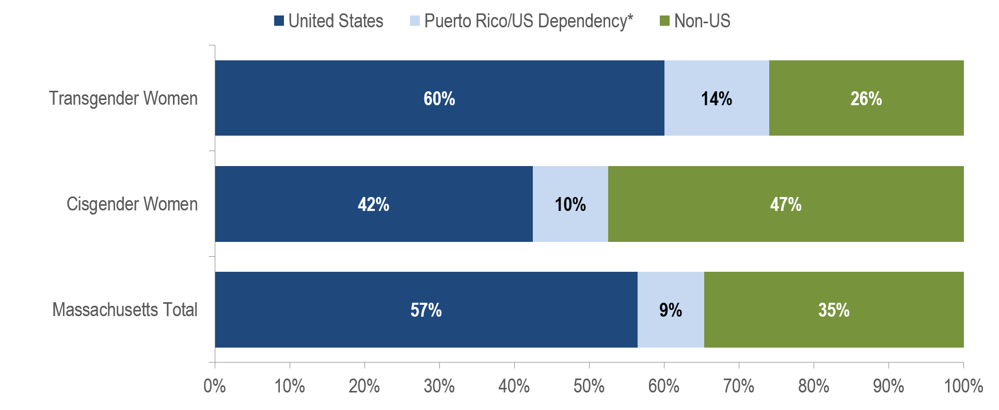 United States Puerto Rico/US Dependency* Non-US
Transgender Women 60% 14% 26%
Cisgender Women 42% 10% 47%
Massachusetts Total 57% 9% 35%
0% 10% 20% 30% 40% 50% 60% 70% 80% 90% 100%